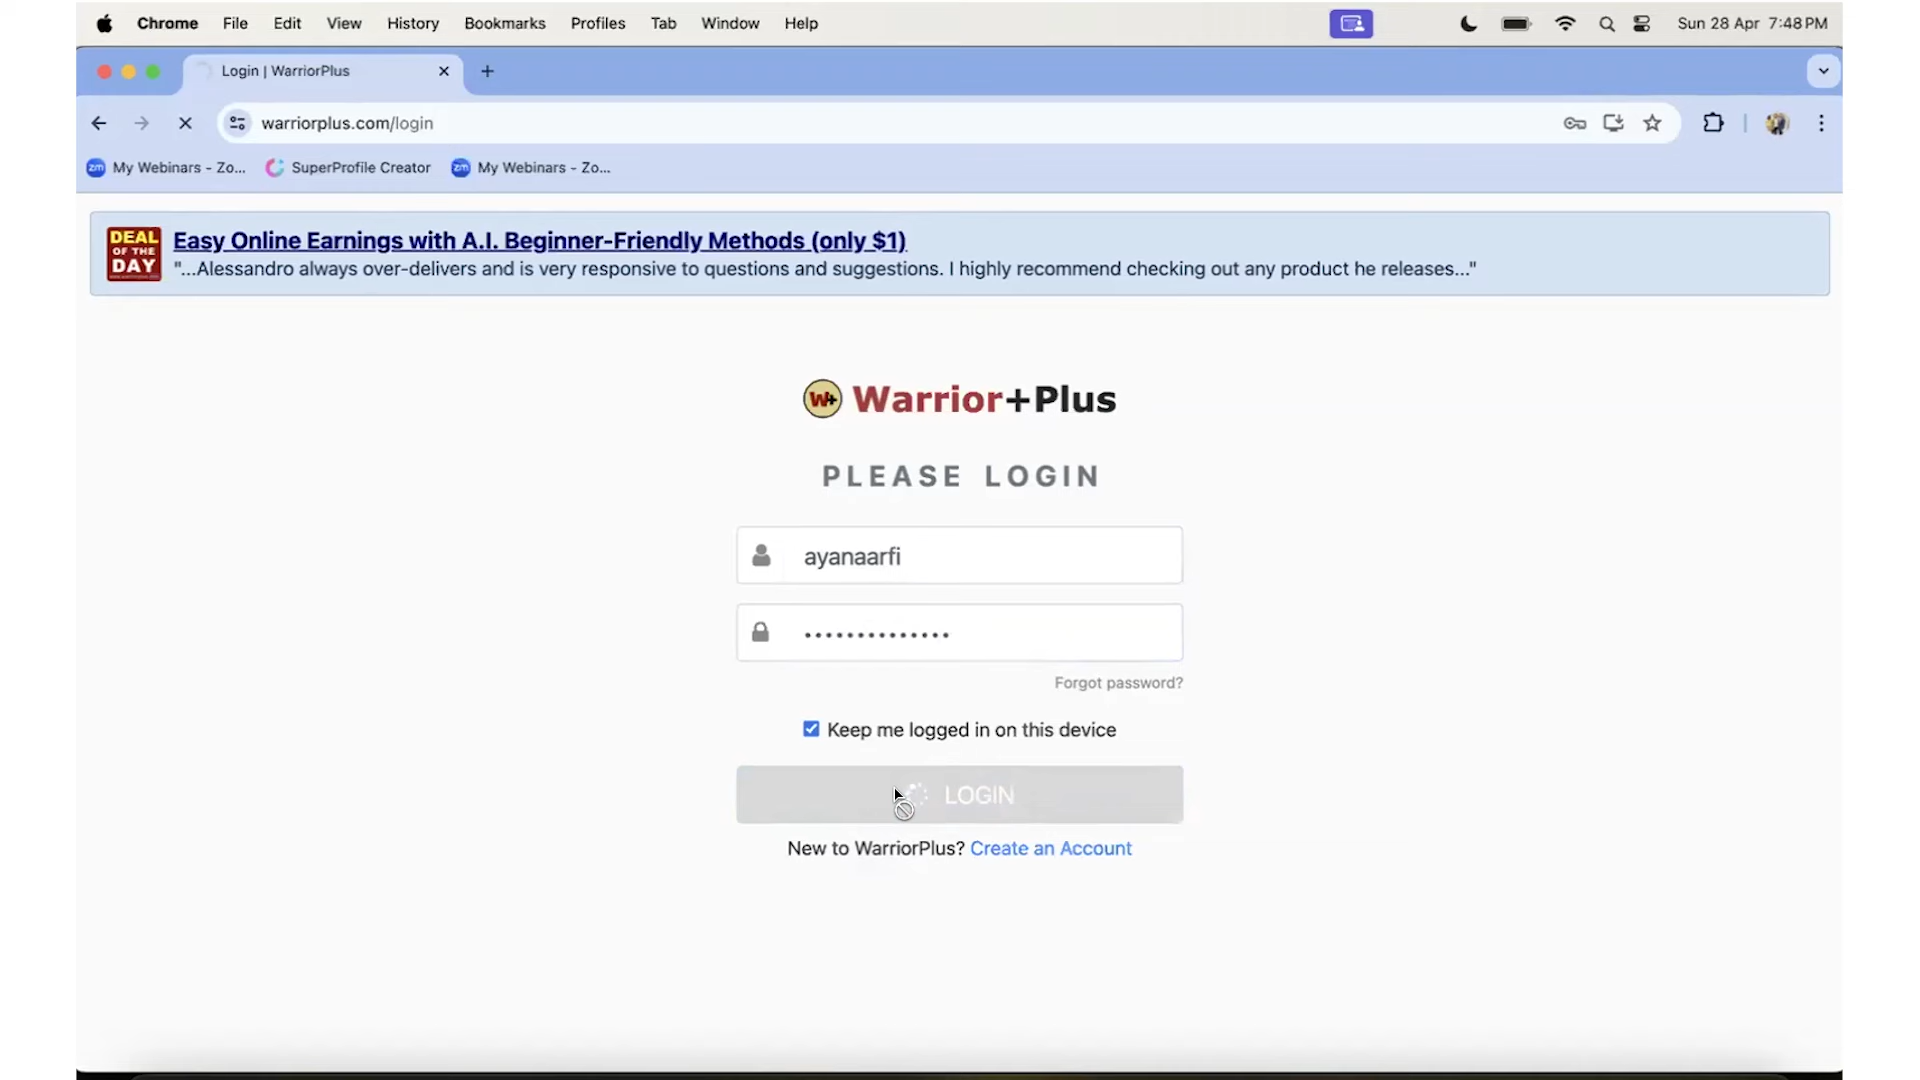 Chrome File Edit View History Bookmarks Profiles Tab Window Help Sun 28 Apr 7:48 PM
Login | WarriorPlus
warriorplus.com/login
zm My Webinars - Zo... SuperProfile Creator zm My Webinars - Zo...
DEAL OF THE DAY
Easy Online Earnings with A.I. Beginner-Friendly Methods (only $1)
"...Alessandro always over-delivers and is very responsive to questions and suggestions. I highly recommend checking out any product he releases..."
W+ Warrior+Plus
PLEASE LOGIN
ayanaarfi
••••••••••••••
Forgot password?
Keep me logged in on this device
LOGIN
New to WarriorPlus? Create an Account